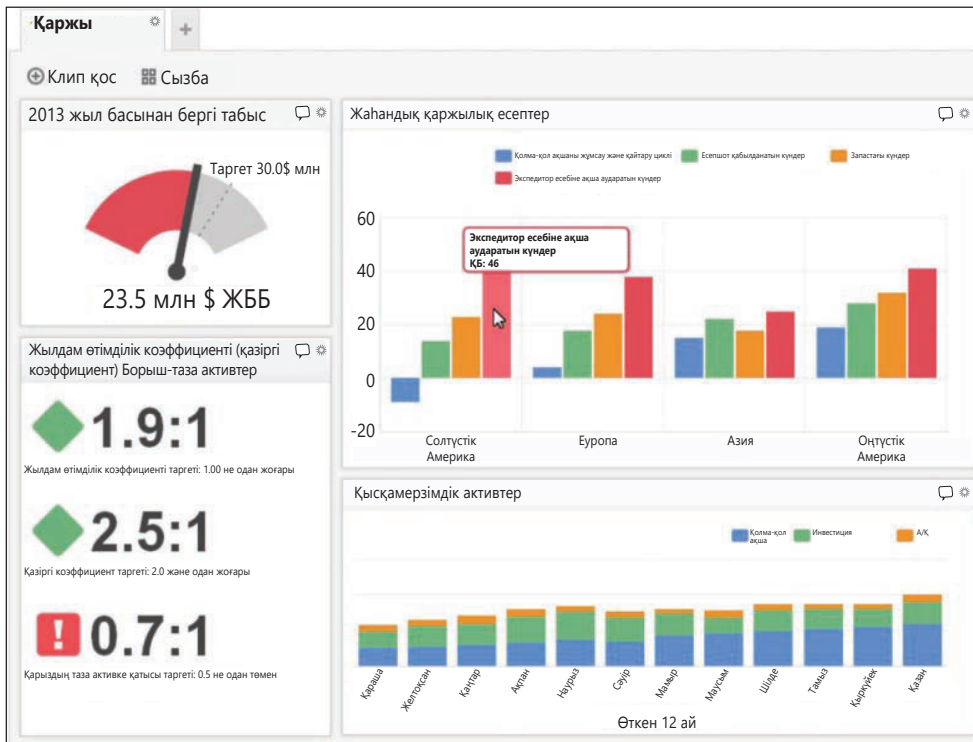 Қаржы
+
Клип қос
Сызба
2013 жыл басынан бергі табыс
Таргет 30.0$ млн
23.5 млн $ ЖББ
Жылдам өтімділік коэффициенті (қазіргі
коэффициент) Борыш-таза активтер
1.9:1
Жылдам өтімділік коэффициенті таргеті: 1.00 не одан жоғары
2.5:1
Қазіргі коэффициент таргеті: 2.0 және одан жоғары
! 0.7:1
Қарыздың таза активке қатысы таргеті: 0.5 не одан төмен
Жаһандық қаржылық есептер
Қолма-қол ақшаны жұмсау және қайтару циклі
Есепшот қабылданатын күндер
Запастағы күндер
Экспедитор есебіне ақша аударатын күндер
60
40
20
0
-20
Экспедитор есебіне ақша
аударатын күндер
ҚБ: 46
Солтүстік
Америка
Еуропа
Азия
Оңтүстік
Америка
Қысқамерзімдік активтер
Қолма-қол
ақша
Инвестиция
А/Қ
Қараша
Желтоқсан
Қаңтар
Ақпан
Наурыз
Сәуір
Мамыр
Маусым
Шілде
Тамыз
Қыркүйек
Қазан
Өткен 12 ай